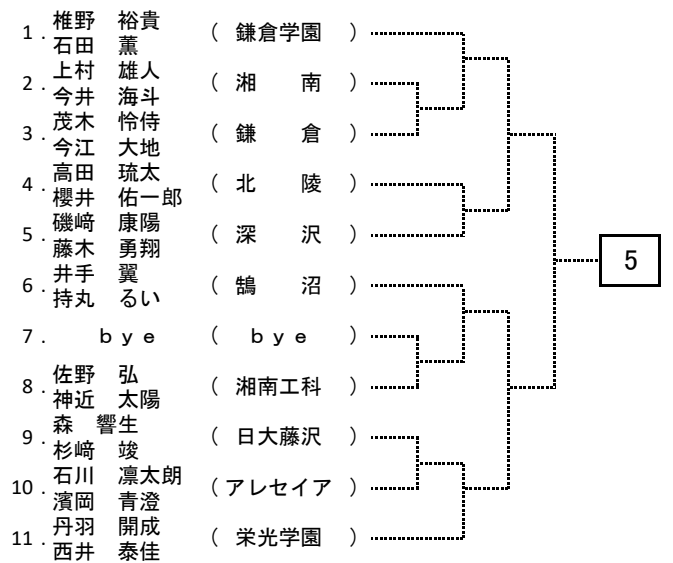 椎野　裕貴
1 . （ 鎌倉学園 ）
石田　薫
上村　雄人
2 . （ 湘　南 ）
今井　海斗
茂木　怜侍
3 . （ 鎌　倉 ）
今江　大地
高田　琉太
4 . （ 北　陵 ）
櫻井　佑一郎
磯﨑　康陽
5 . （ 深　沢 ）
藤木　勇翔
井手　翼
6 . （ 鵠　沼 ）
持丸　るい
7 . ｂｙｅ （ ｂｙｅ ）
佐野　弘
8 . （ 湘南工科 ）
神近　太陽
森　響生
9 . （ 日大藤沢 ）
杉﨑　竣
石川　凛太朗
10 . （ アレセイア ）
濱岡　青澄
丹羽　開成
11 . （ 栄光学園 ）
西井　泰佳
5